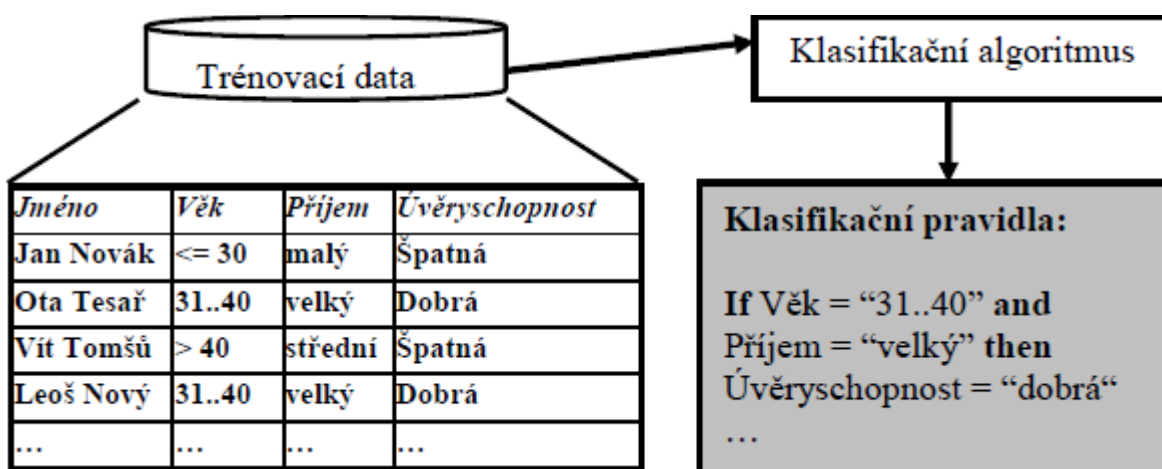 Trénovací data
Klasifikační algoritmus
Jméno Věk Příjem Úvěryschopnost
Jan Novák <= 30 malý Špatná
Ota Tesař 31..40 velký Dobrá
Vít Tomšů > 40 střední Špatná
Leoš Nový 31..40 velký Dobrá
… … … …
Klasifikační pravidla:
If Věk = “31..40” and
Příjem = “velký” then
Úvěryschopnost = “dobrá“
…